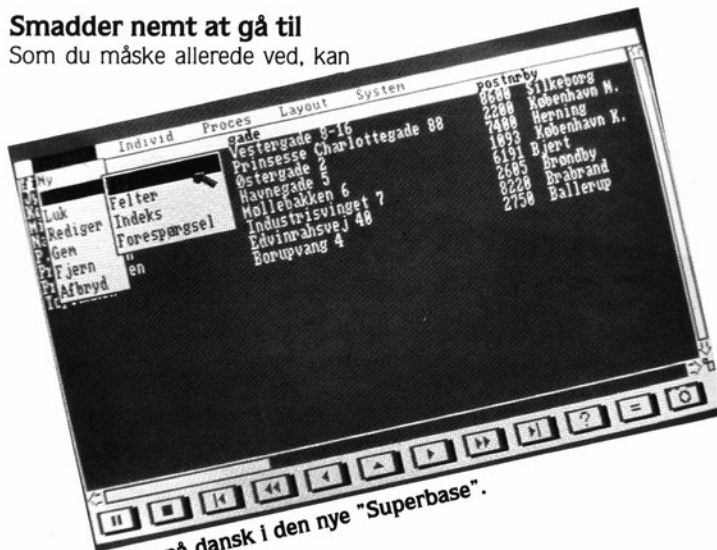 Smadder nemt at gå til
Som du måske allerede ved, kan
Individ Proces Layout System
Ny
Luk
Rediger
Gem
Fjern
Afbryd
Felter
Indeks
Forespørgsel
en
gade
Vestergade 8-16
Prinsesse Charlottegade 88
Østergade 2
Havnegade 5
Møllebakken 6
Industrisvinget 7
Edvinrahsvej 40
Borupvang 4
postnrby
8600 Silkeborg
2200 København N.
7400 Herning
1093 København K.
6191 Bjert
2605 Brøndby
8220 Brabrand
2750 Ballerup
? =
på dansk i den nye "Superbase".